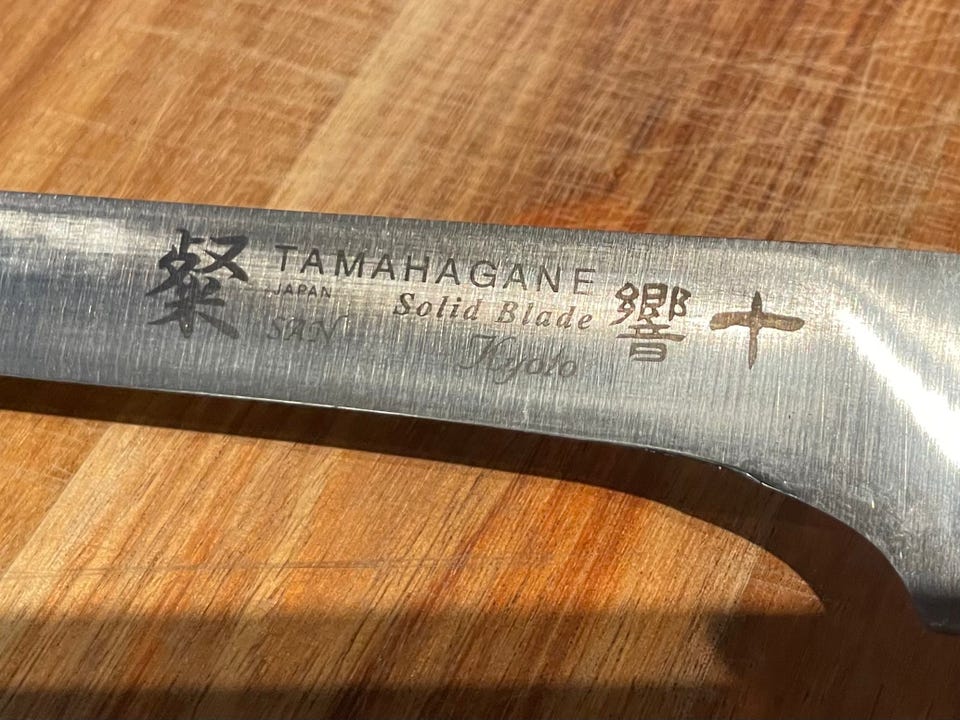 粲 TAMAHAGANE 響十
JAPAN Solid Blade
SAN Kyoto